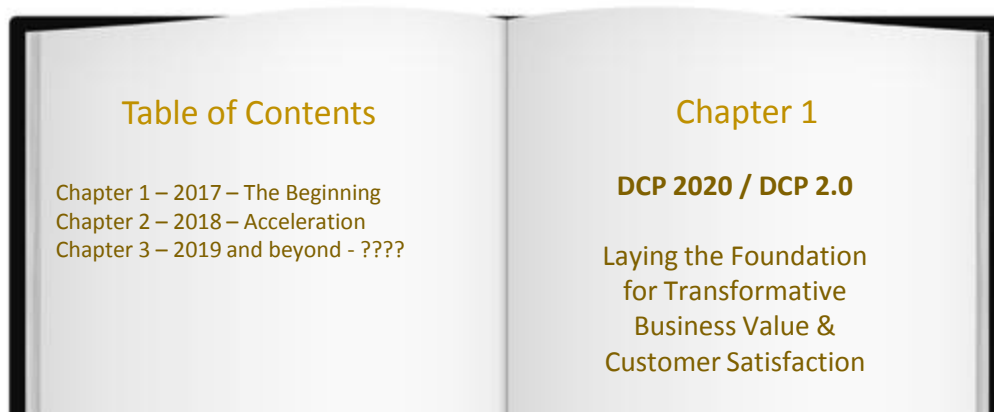 Table of Contents
Chapter 1 – 2017 – The Beginning
Chapter 2 – 2018 – Acceleration
Chapter 3 – 2019 and beyond - ????
Chapter 1
DCP 2020 / DCP 2.0
Laying the Foundation
for Transformative
Business Value &
Customer Satisfaction